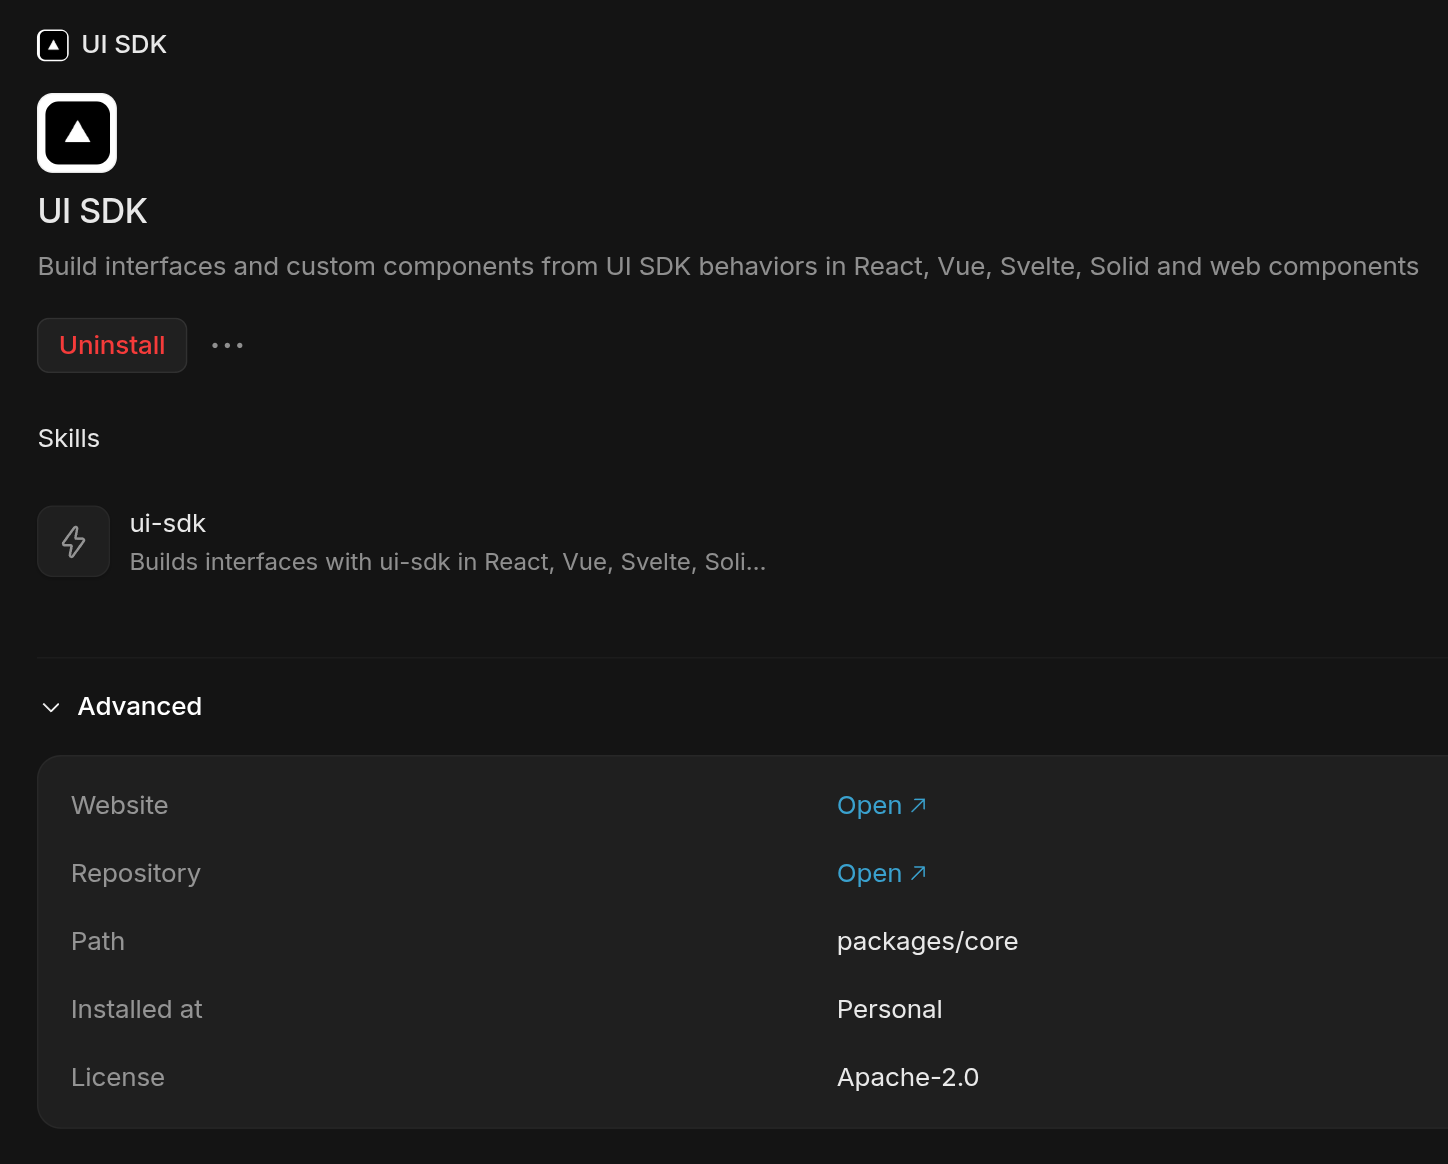 UI SDK
UI SDK
Build interfaces and custom components from UI SDK behaviors in React, Vue, Svelte, Solid and web components
Uninstall
Skills
ui-sdk
Builds interfaces with ui-sdk in React, Vue, Svelte, Soli...
Advanced
Website Open ↗
Repository Open ↗
Path packages/core
Installed at Personal
License Apache-2.0